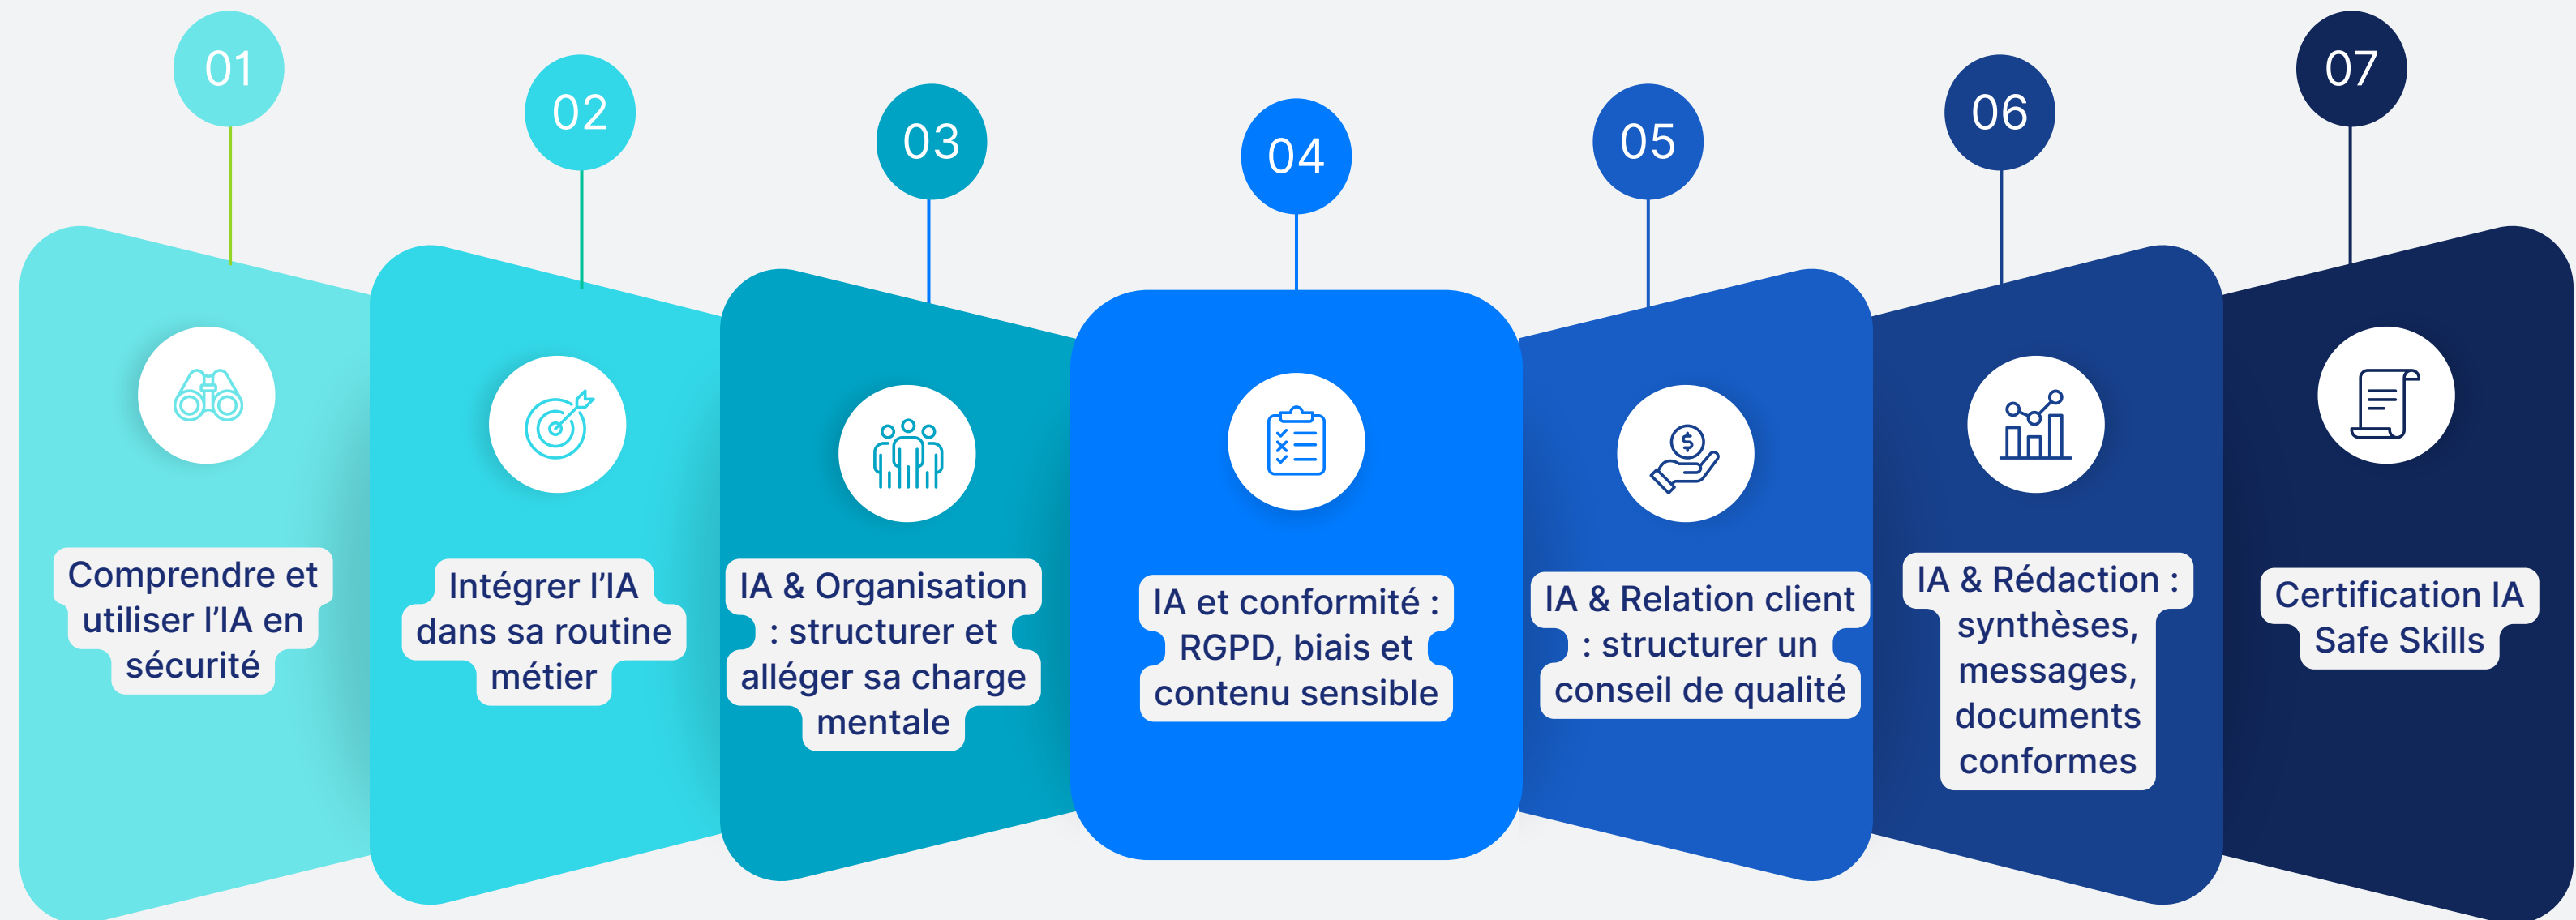 01
Comprendre et
utiliser l’IA en
sécurité
02
Intégrer l’IA
dans sa routine
métier
03
IA & Organisation
: structurer et
alléger sa charge
mentale
04
IA et conformité :
RGPD, biais et
contenu sensible
05
IA & Relation client
: structurer un
conseil de qualité
06
IA & Rédaction :
synthèses,
messages,
documents
conformes
07
Certification IA
Safe Skills